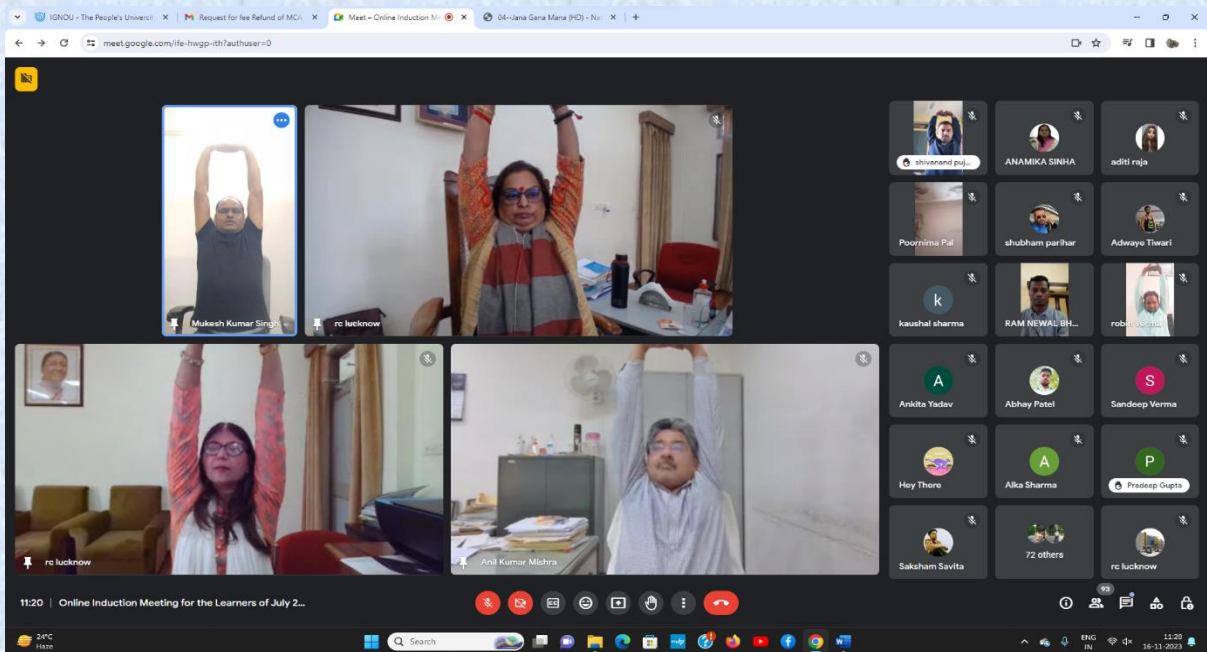 IGNOU - The People's Universit
Request for fee Refund of MCA
Meet – Online Induction M
04--Jana Gana Mana (HD) - Na
meet.google.com/ife-hwgp-ith?authuser=0
Mukesh Kumar Singh
rc lucknow
shivanand puj...
ANAMIKA SINHA
aditi raja
Poornima Pal
shubham parihar
Adwaye Tiwari
k
kaushal sharma
RAM NEWAL BH...
robin verma
rc lucknow
Anil Kumar Mishra
A
Ankita Yadav
Abhay Patel
S
Sandeep Verma
Hey There
A
Alka Sharma
P
Pradeep Gupta
Saksham Savita
72 others
rc lucknow
11:20 | Online Induction Meeting for the Learners of July 2...
CC
93
24°C
Haze
Search
ENG
IN
11:20
16-11-2023